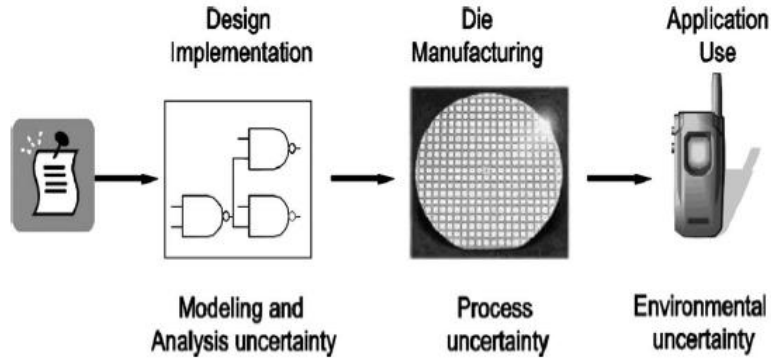 Design
Implementation
Die
Manufacturing
Application
Use
Modeling and
Analysis uncertainty
Process
uncertainty
Environmental
uncertainty